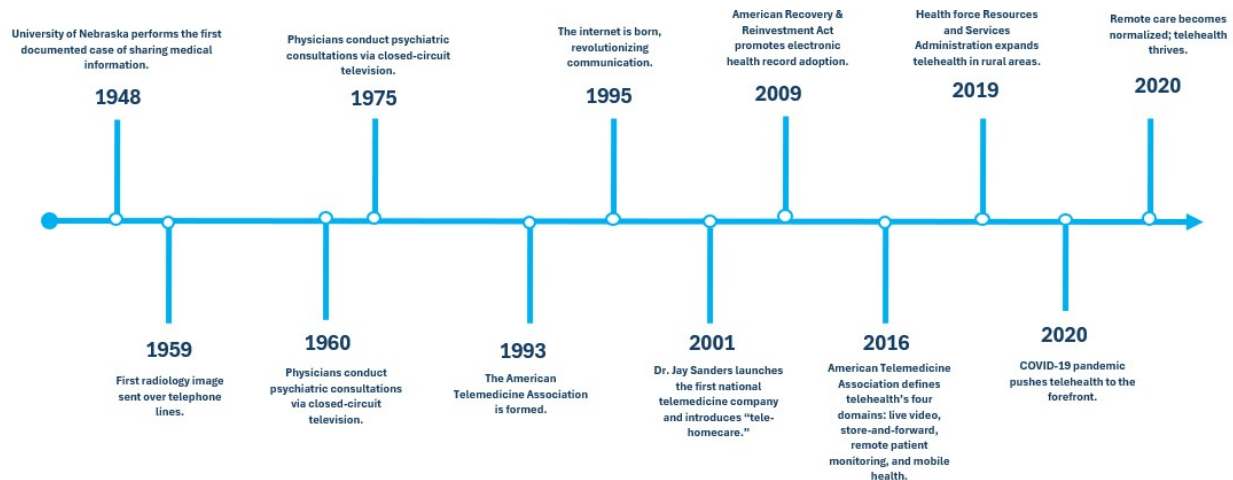 University of Nebraska performs the first
documented case of sharing medical
information.
1948
Physicians conduct psychiatric
consultations via closed-circuit
television.
1975
The internet is born,
revolutionizing
communication.
1995
American Recovery &
Reinvestment Act
promotes electronic
health record adoption.
2009
Health force Resources
and Services
Administration expands
telehealth in rural areas.
2019
Remote care becomes
normalized; telehealth
thrives.
2020
1959
First radiology image
sent over telephone
lines.
1960
Physicians conduct
psychiatric consultations
via closed-circuit
television.
1993
The American
Telemedicine Association
is formed.
2001
Dr. Jay Sanders launches
the first national
telemedicine company
and introduces “tele-
homecare.”
2016
American Telemedicine
Association defines
telehealth’s four
domains: live video,
store-and-forward,
remote patient
monitoring, and mobile
health.
2020
COVID-19 pandemic
pushes telehealth to the
forefront.